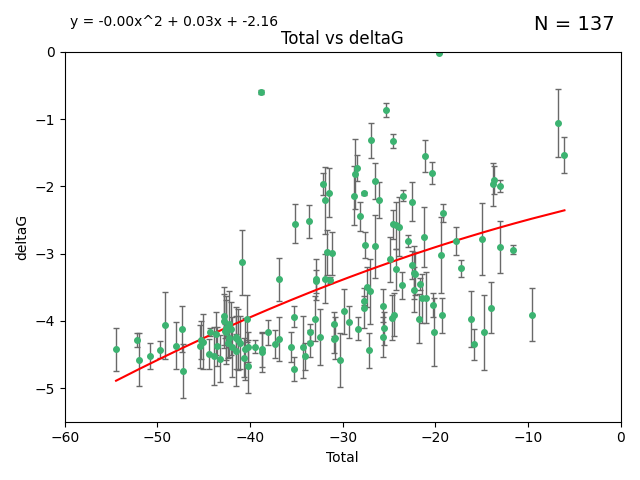 y = -0.00x^2 + 0.03x + -2.16
N = 137
Total vs deltaG
0
−1
−2
−3
−4
−5
deltaG
−60 −50 −40 −30 −20 −10 0
Total